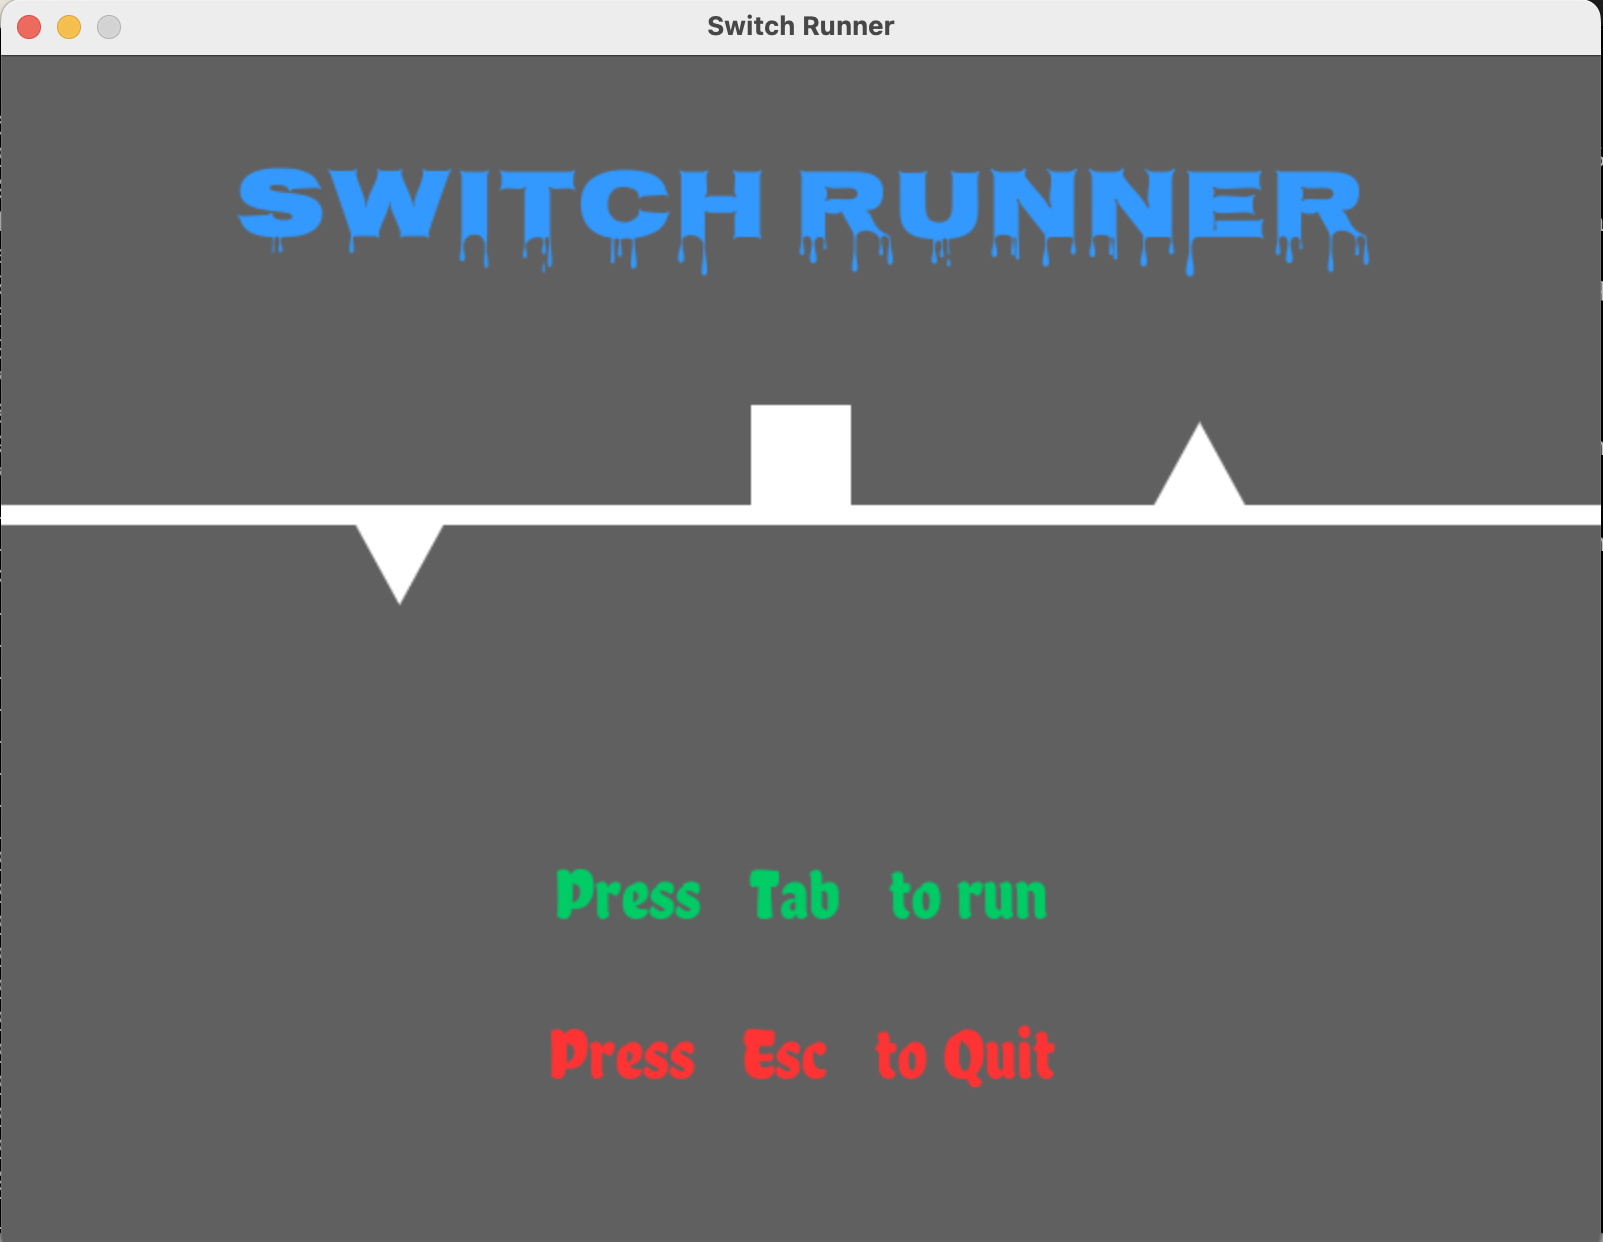 Switch Runner
SWITCH RUNNER
Press Tab to run
Press Esc to Quit